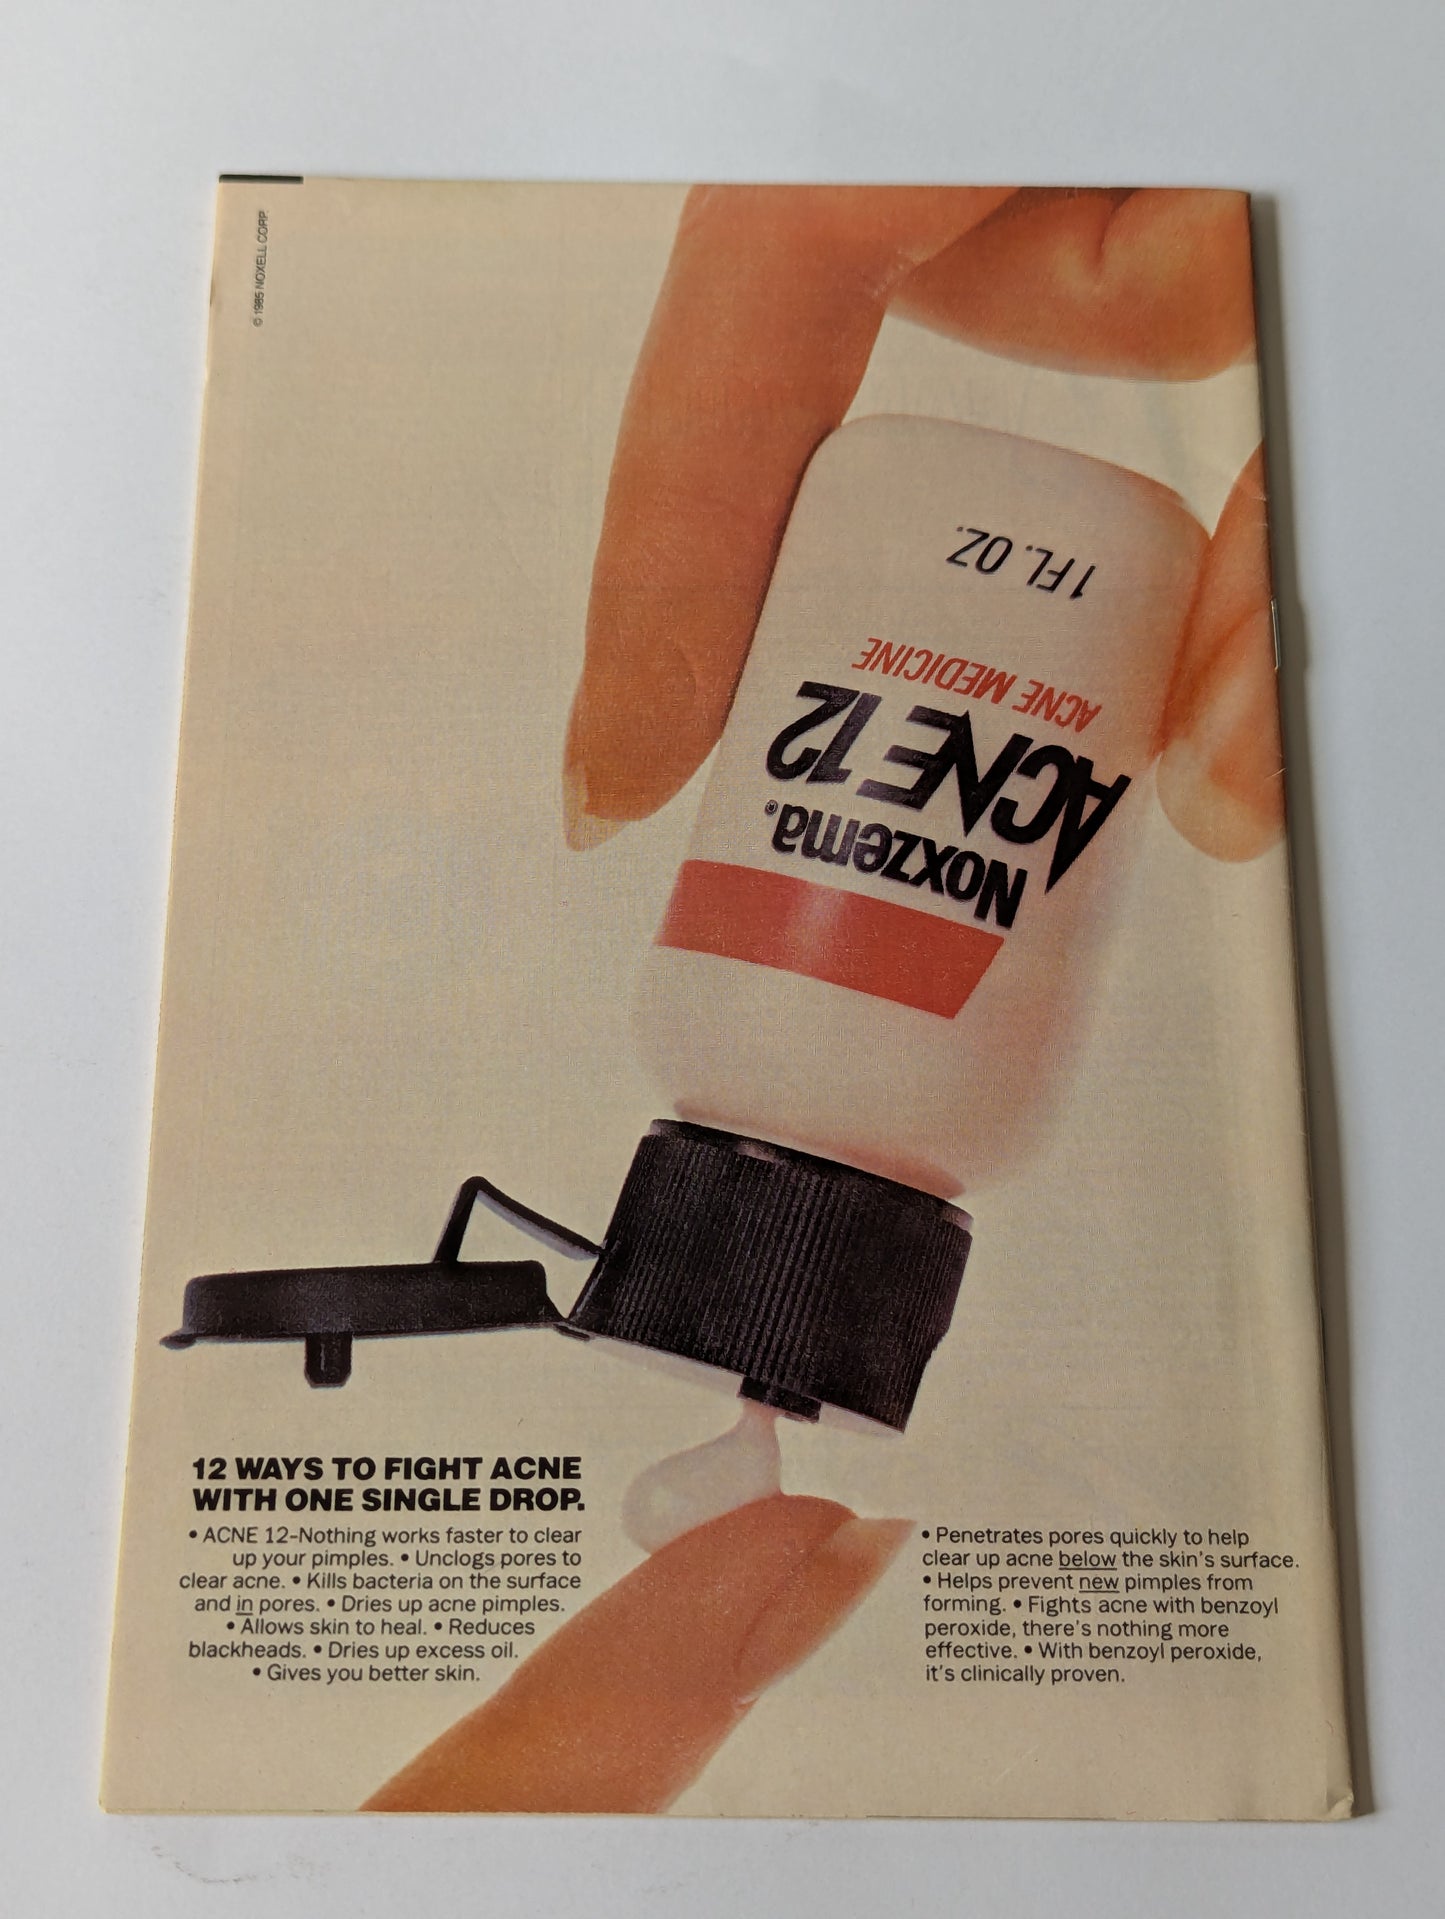 © 1985 NOXELL CORP.
1 FL. OZ.
ACNE MEDICINE
ACNE 12
Noxzema®
12 WAYS TO FIGHT ACNE
WITH ONE SINGLE DROP.
• ACNE 12–Nothing works faster to clear
up your pimples. • Unclogs pores to
clear acne. • Kills bacteria on the surface
and in pores. • Dries up acne pimples.
• Allows skin to heal. • Reduces
blackheads. • Dries up excess oil.
• Gives you better skin.
• Penetrates pores quickly to help
clear up acne below the skin's surface.
• Helps prevent new pimples from
forming. • Fights acne with benzoyl
peroxide, there's nothing more
effective. • With benzoyl peroxide,
it's clinically proven.